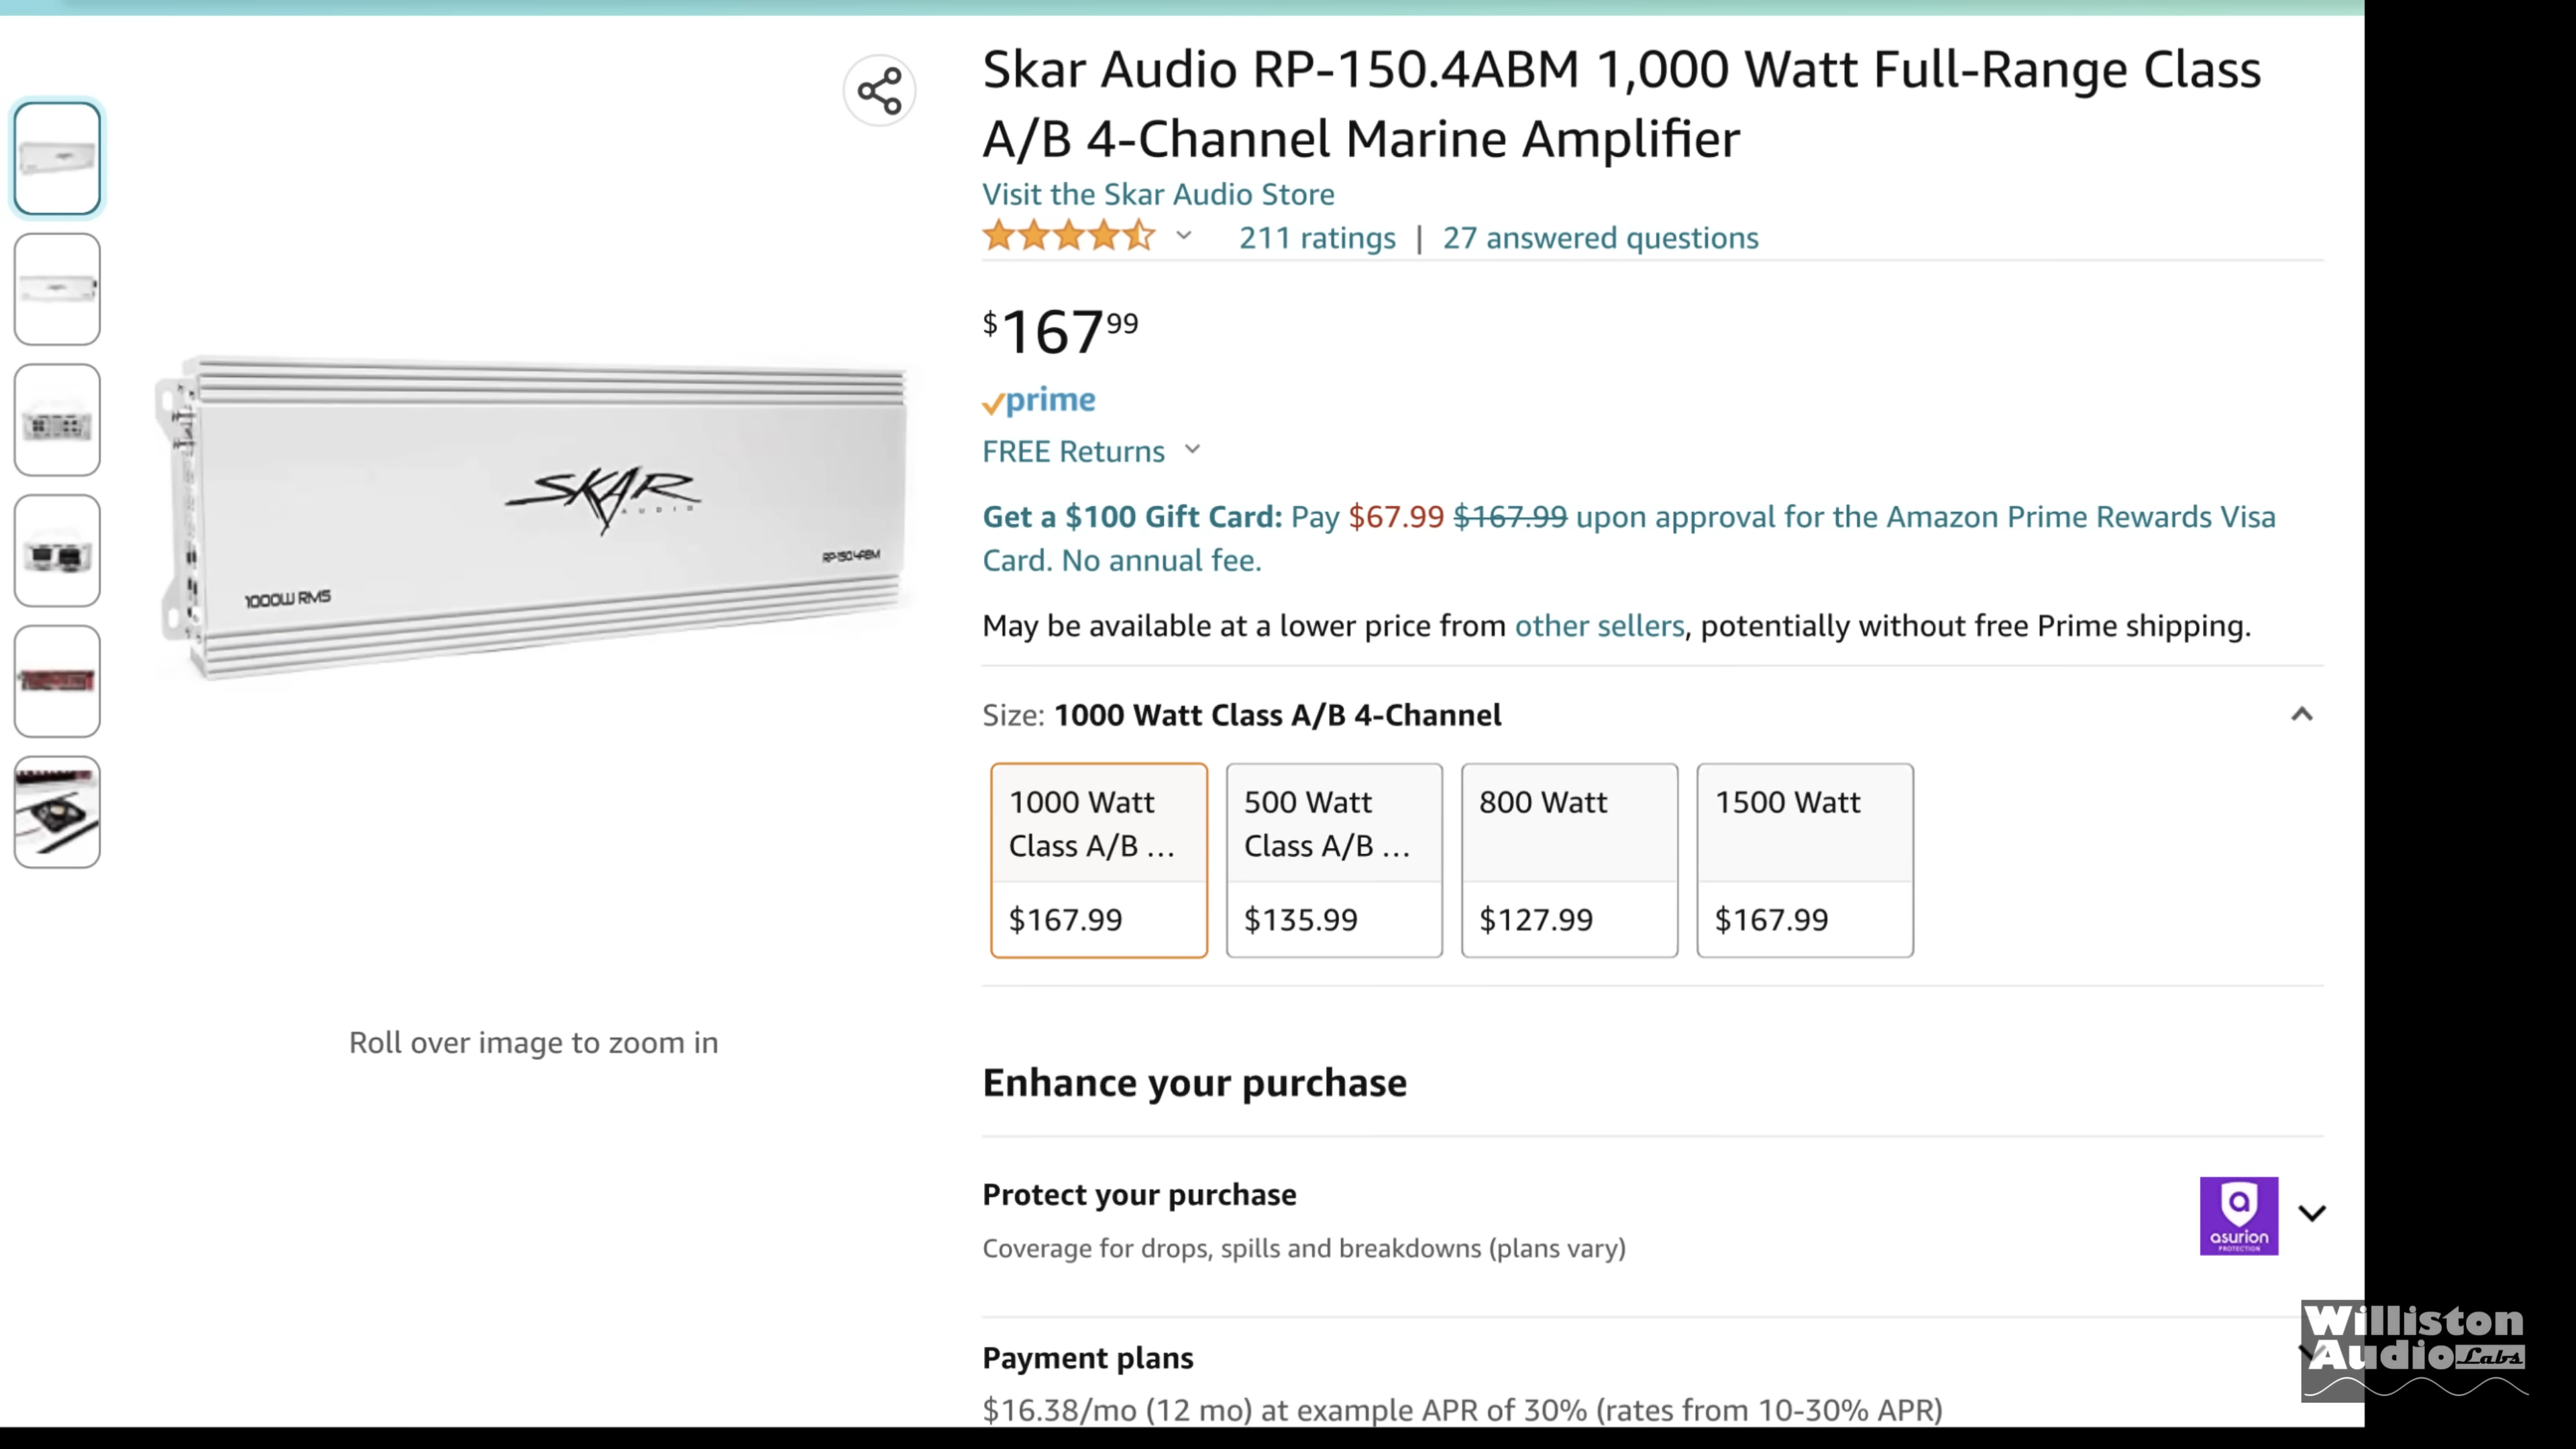 Skar Audio RP-150.4ABM 1,000 Watt Full-Range Class
A/B 4-Channel Marine Amplifier
Visit the Skar Audio Store
211 ratings | 27 answered questions
$167 99
prime
FREE Returns
Get a $100 Gift Card: Pay $67.99 $167.99 upon approval for the Amazon Prime Rewards Visa
Card. No annual fee.
May be available at a lower price from other sellers, potentially without free Prime shipping.
SKAR
AUDIO
RP-150.4ABM
1000W RMS
Size: 1000 Watt Class A/B 4-Channel
1000 Watt
Class A/B ...
$167.99
500 Watt
Class A/B ...
$135.99
800 Watt
$127.99
1500 Watt
$167.99
Roll over image to zoom in
Enhance your purchase
Protect your purchase
Coverage for drops, spills and breakdowns (plans vary)
asurion
PROTECTION
Payment plans
$16.38/mo (12 mo) at example APR of 30% (rates from 10-30% APR)
Williston
Audio Labs